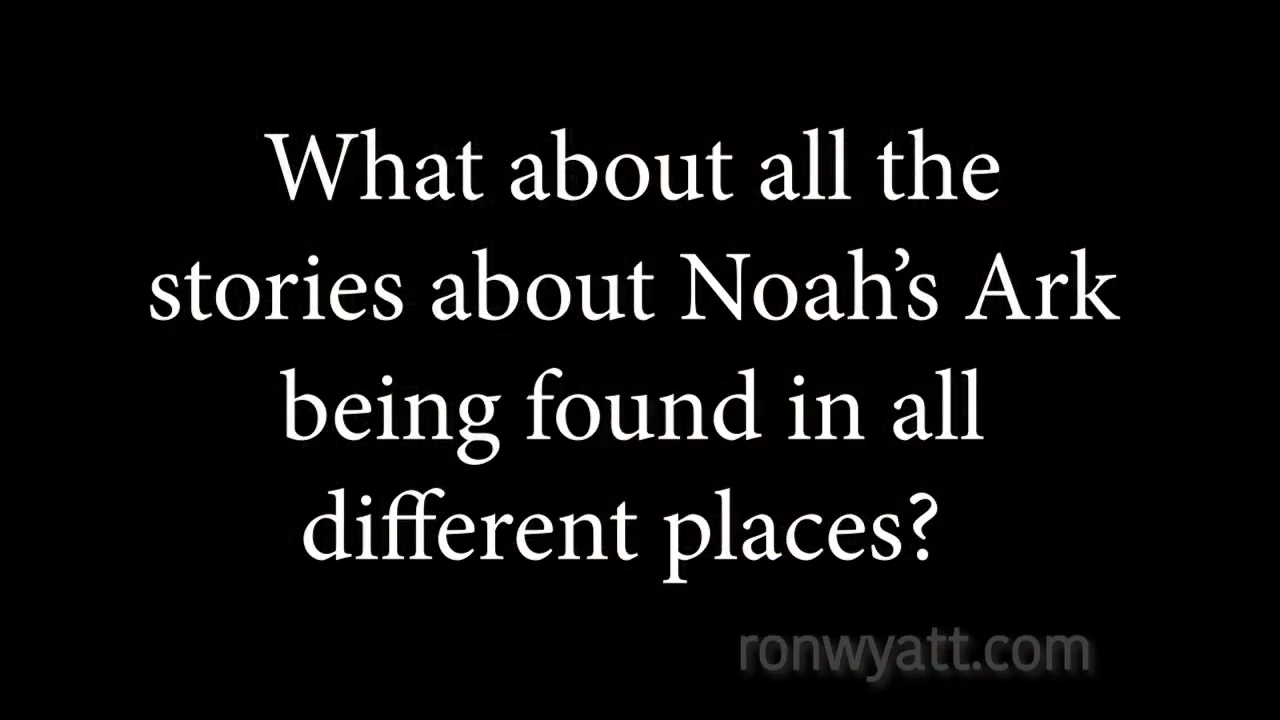 What about all the
stories about Noah’s Ark
being found in all
different places?
ronwyatt.com